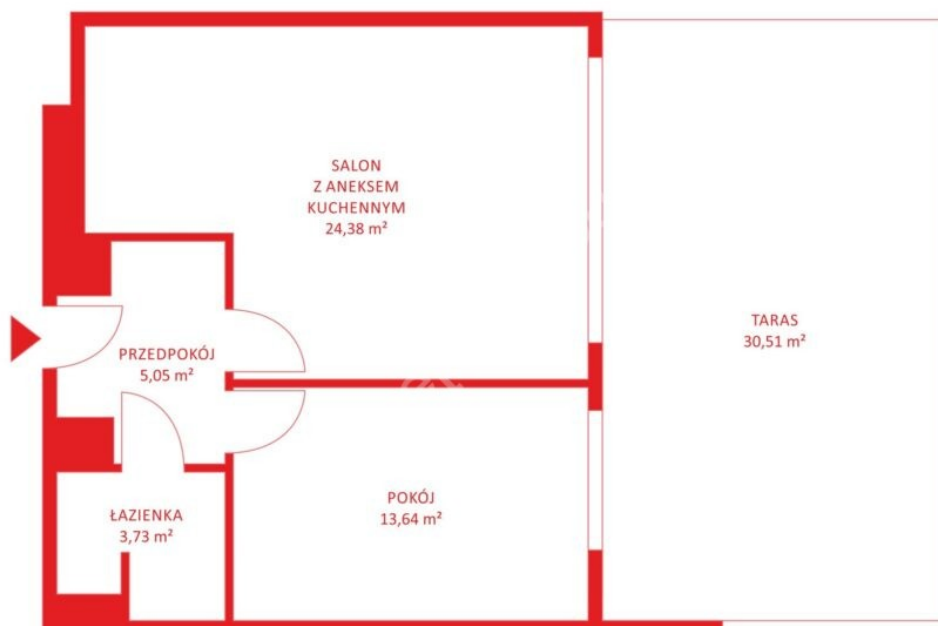 SALON
Z ANEKSEM
KUCHENNYM
24,38 m²
TARAS
30,51 m²
PRZEDPOKÓJ
5,05 m²
POKÓJ
13,64 m²
ŁAZIENKA
3,73 m²